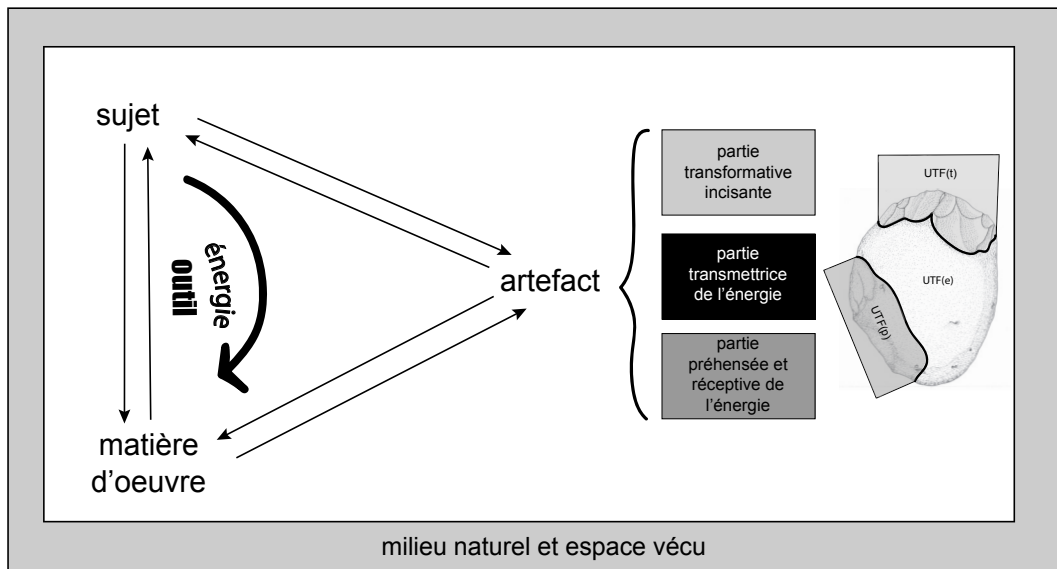 sujet
énergie
outil
matière
d'oeuvre
artefact
partie
transformative
incisante
partie
transmettrice
de l'énergie
partie
préhensée et
réceptive de
l'énergie
UTF(t)
UTF(e)
UTF(p)
milieu naturel et espace vécu